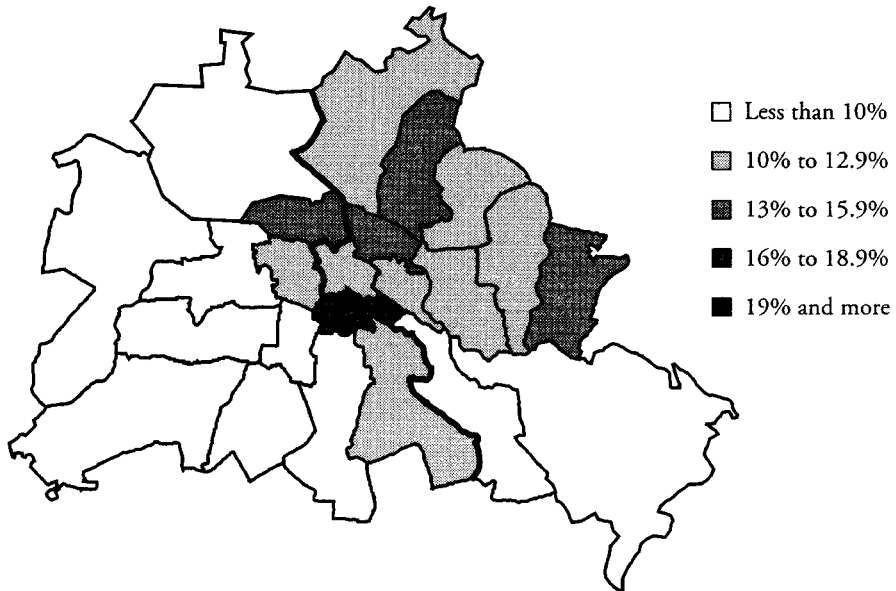 Less than 10%
10% to 12.9%
13% to 15.9%
16% to 18.9%
19% and more